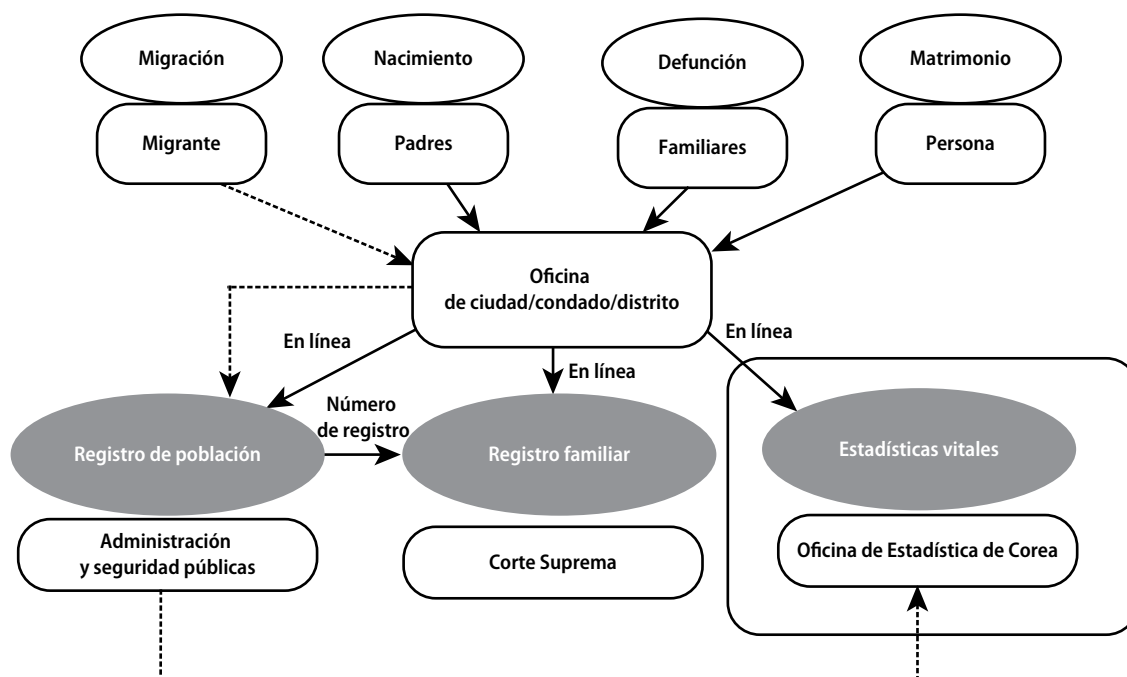 Migración
Nacimiento
Defunción
Matrimonio
Migrante
Padres
Familiares
Persona
Oficina
de ciudad/condado/distrito
En línea
En línea
En línea
Número
de registro
Registro de población
Registro familiar
Estadísticas vitales
Administración
y seguridad públicas
Corte Suprema
Oficina de Estadística de Corea